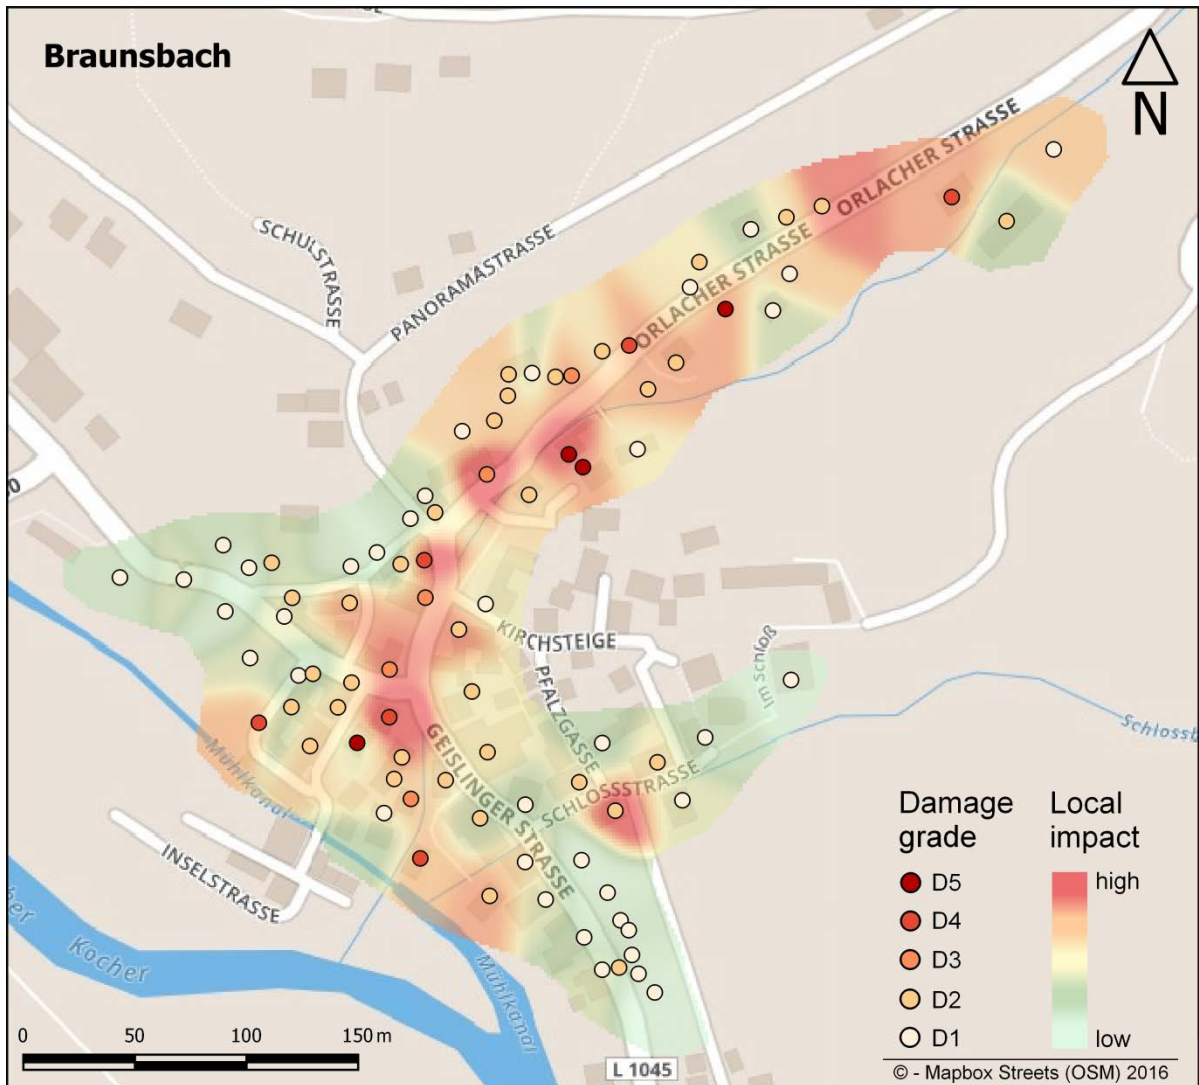 Braunsbach
N
ORLACHER STRASSE
SCHULSTRASSE
PANORAMASTRASSE
ORLACHER STRASSE
KIRCHSTEIGE
Im Schloß
PFALZGASSE
Schlossb
GEISLINGER STRASSE
SCHLOSSSTRASSE
Mühlkanal
INSELSTRASSE
cher
Kocher
Mühlkanal
L 1045
0 50 100 150 m
Damage
grade
D5
D4
D3
D2
D1
Local
impact
high
low
© - Mapbox Streets (OSM) 2016